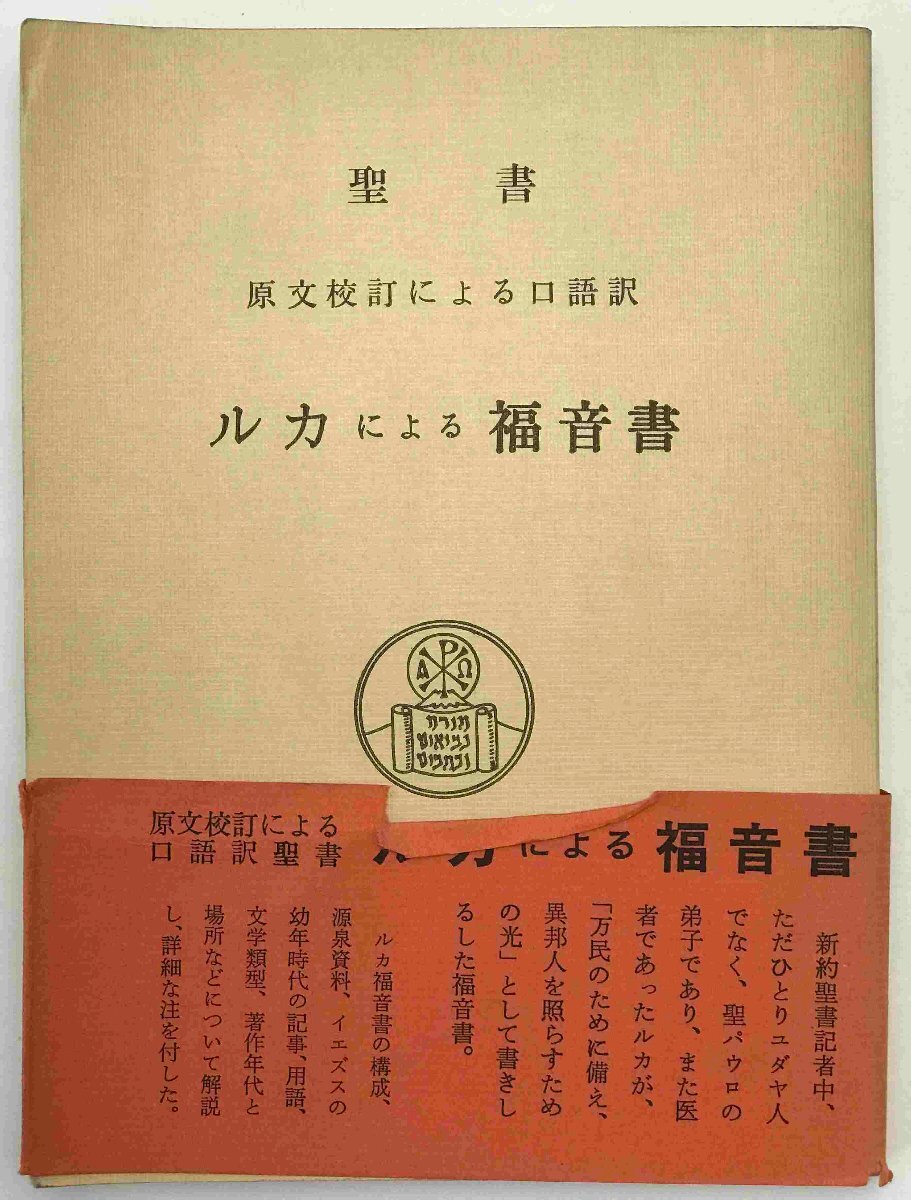 聖書
原文校訂による口語訳
ルカによる福音書
Α Ρ Ω
תורה
נביאים
וכתובים
原文校訂による
口語訳聖書
による福音書
新約聖書記者中、
ただひとりユダヤ人
でなく、聖パウロの
弟子であり、また医
者であったルカが、
「万民のために備え、
異邦人を照らすため
の光」として書きし
るした福音書。
ルカ福音書の構成、
源泉資料、イエズスの
幼年時代の記事、用語、
文学類型、著作年代と
場所などについて解説
し、詳細な注を付した。